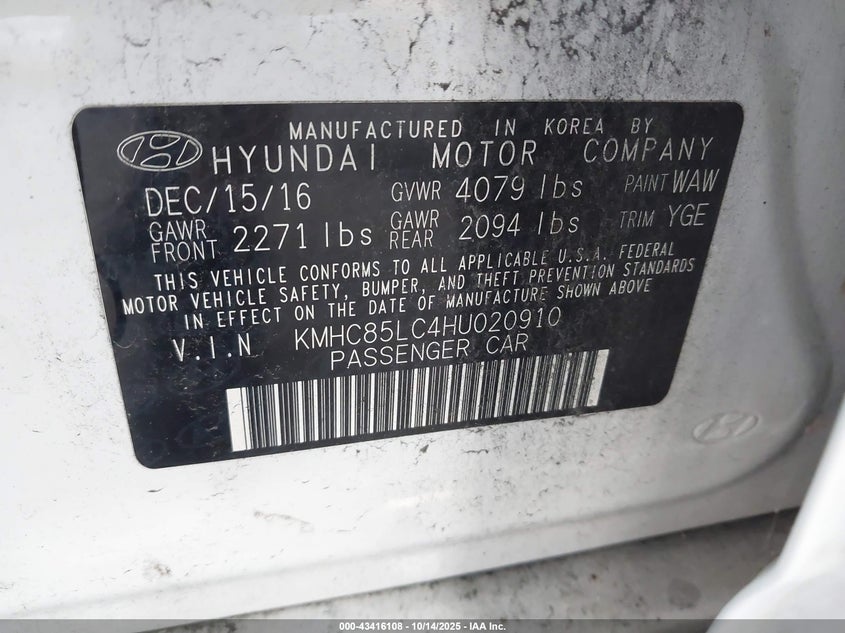 MANUFACTURED IN KOREA BY
HYUNDAI MOTOR COMPANY
DEC/15/16 GVWR 4079 lbs PAINT WAW
GAWR FRONT 2271 lbs GAWR REAR 2094 lbs TRIM YGE
THIS VEHICLE CONFORMS TO ALL APPLICABLE U.S.A. FEDERAL
MOTOR VEHICLE SAFETY, BUMPER, AND THEFT PREVENTION STANDARDS
IN EFFECT ON THE DATE OF MANUFACTURE SHOWN ABOVE
V.I.N KMHC85LC4HU020910
PASSENGER CAR
000-43416108 - 10/14/2025 - IAA Inc.